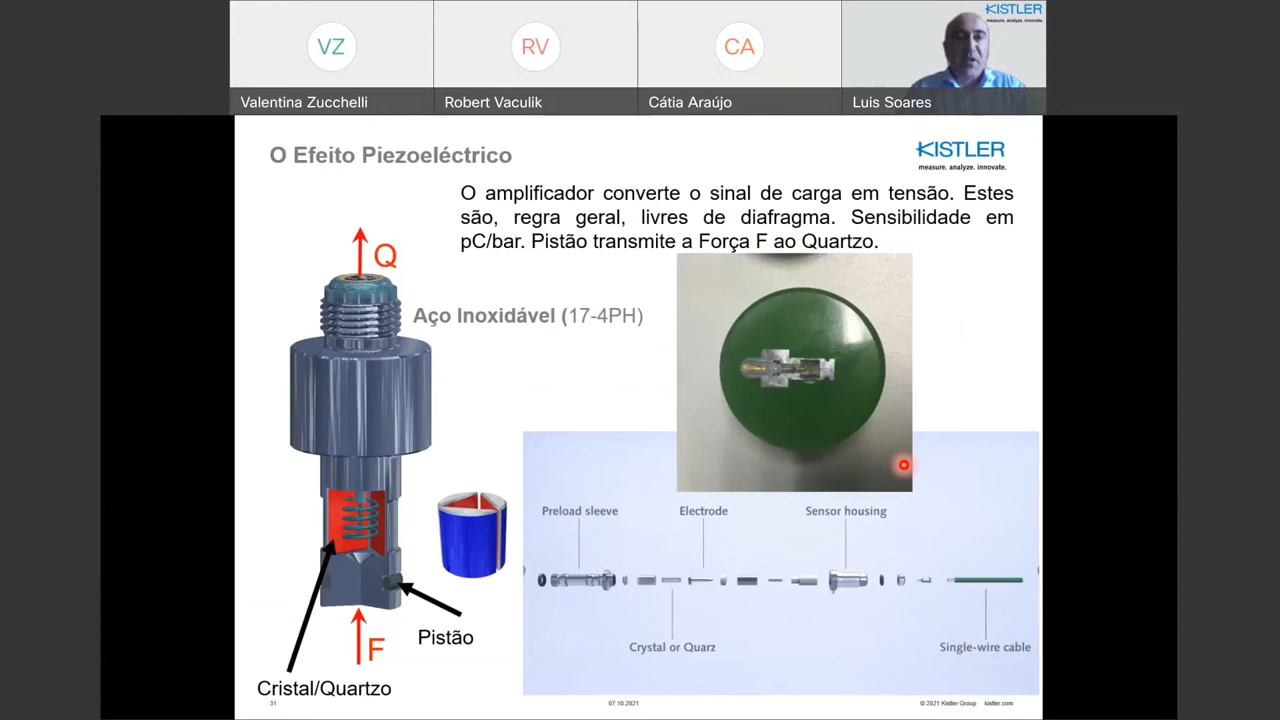 KISTLER
measure. analyze. innovate.
VZ
RV
CA
Valentina Zucchelli
Robert Vaculik
Cátia Araújo
Luis Soares
O Efeito Piezoeléctrico
KISTLER
measure. analyze. innovate.
O amplificador converte o sinal de carga em tensão. Estes
são, regra geral, livres de diafragma. Sensibilidade em
pC/bar. Pistão transmite a Força F ao Quartzo.
Q
Aço Inoxidável (17-4PH)
Preload sleeve
Electrode
Sensor housing
Crystal or Quarz
Single-wire cable
Pistão
F
Cristal/Quartzo
31
07.10.2021
© 2021 Kistler Group
kistler.com